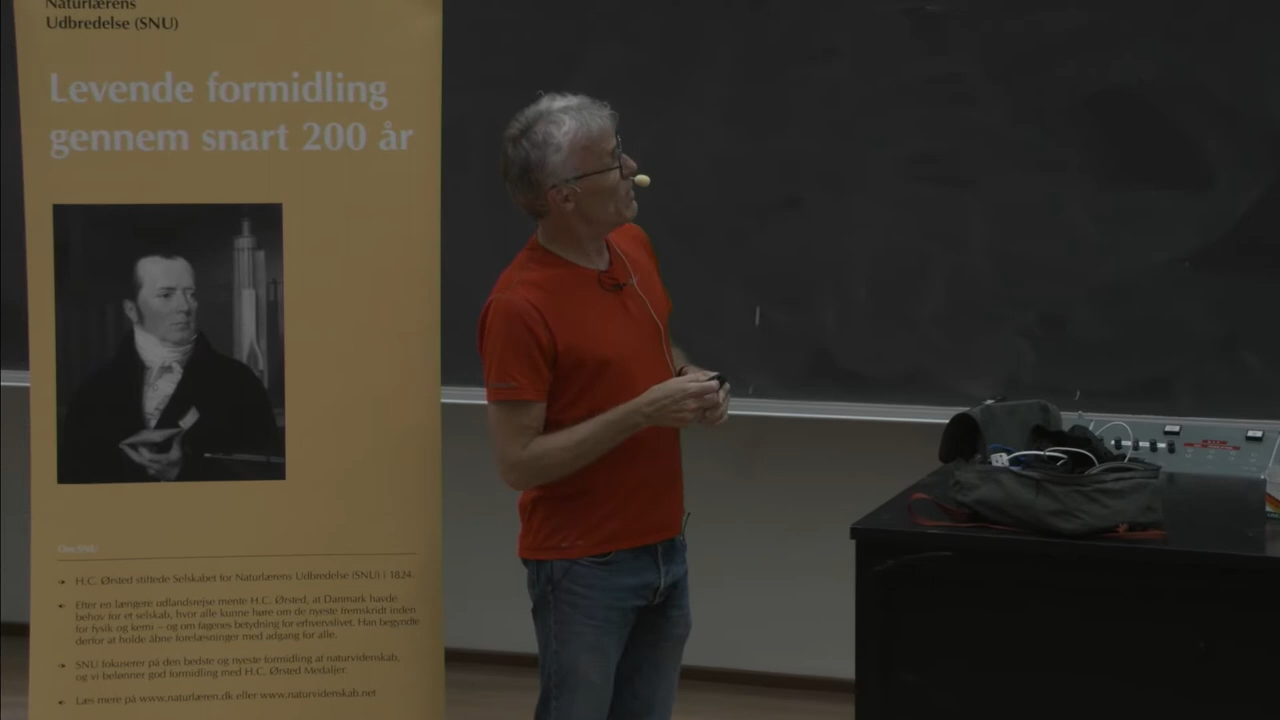 Naturlærens
Udbredelse (SNU)
Levende formidling
gennem snart 200 år
Om SNU
H.C. Ørsted stiftede Selskabet for Naturlærens Udbredelse (SNU) i 1824.
Efter en længere udlandsrejse mente H.C. Ørsted, at Danmark havde
behov for et selskab, hvor alle kunne høre om de nyeste fremskridt inden
for fysik og kemi – og om fagenes betydning for erhvervslivet. Han begyndte
derfor at holde åbne forelæsninger med adgang for alle.
SNU fokuserer på den bedste og nyeste formidling af naturvidenskab,
og vi belønner god formidling med H.C. Ørsted Medaljer.
Læs mere på www.naturlæren.dk eller www.naturvidenskab.net